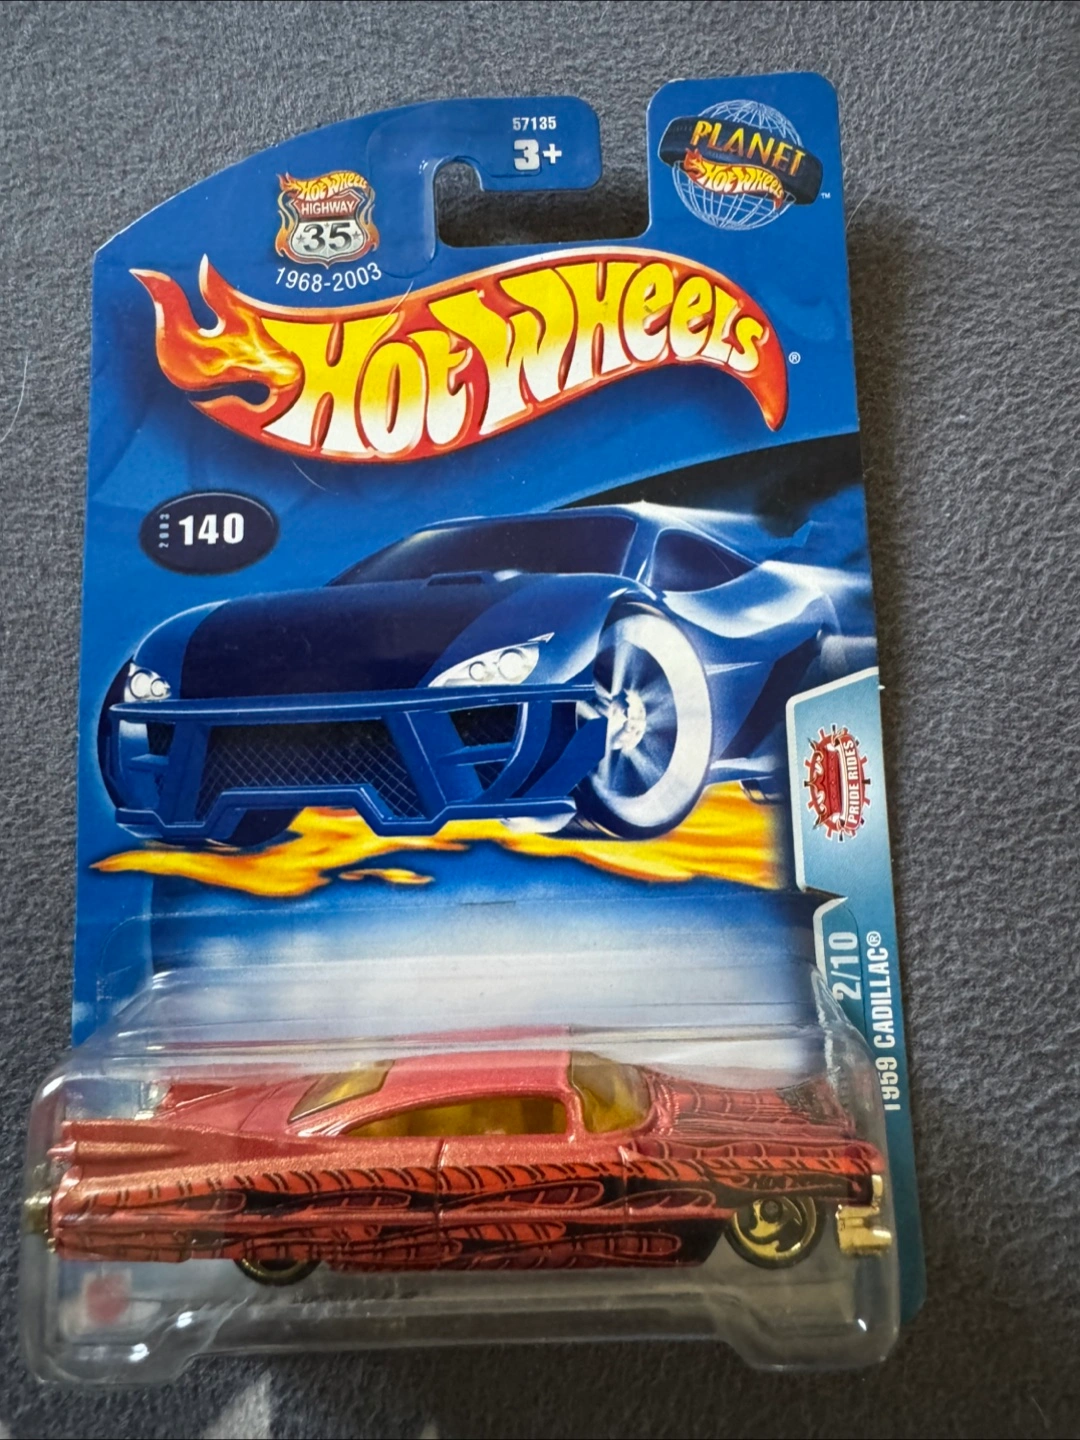 57135
3+
PLANET
HOT WHEELS
™
HOT WHEELS
HIGHWAY
35
1968-2003
HOT WHEELS
®
2003
140
PRIDE RIDES
2/10
1959 CADILLAC®